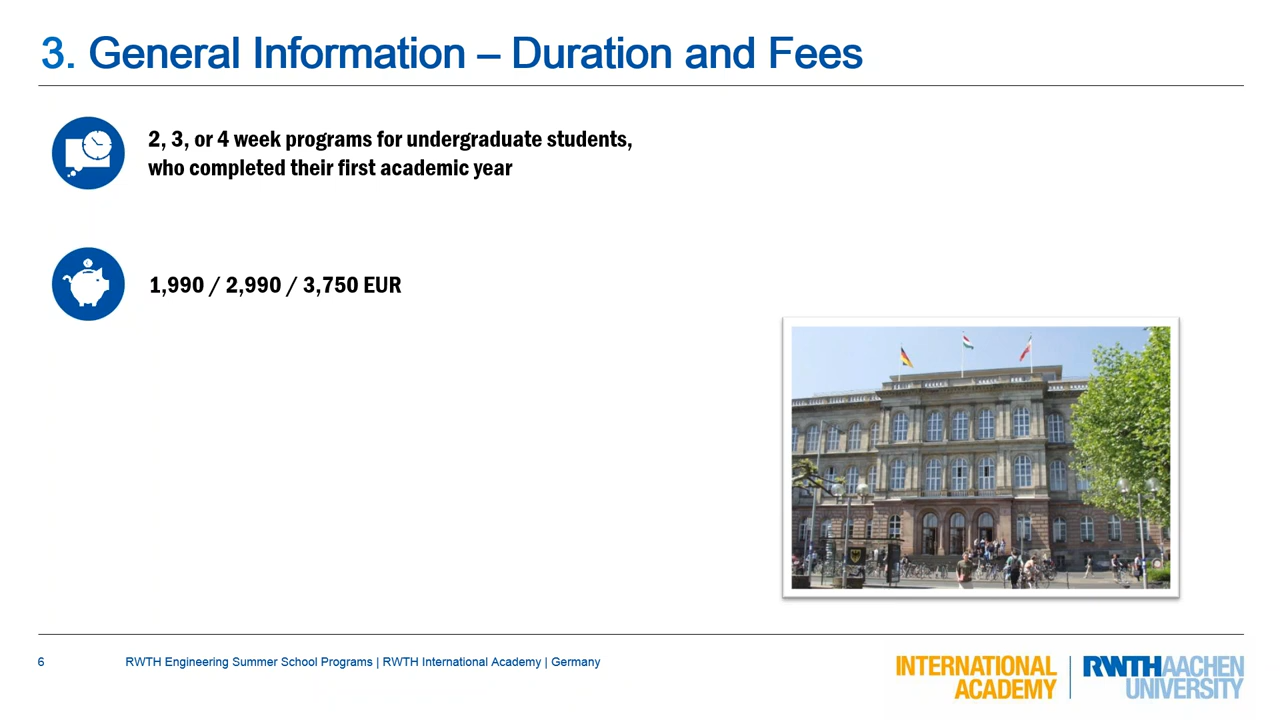 3. General Information – Duration and Fees
2, 3, or 4 week programs for undergraduate students,
who completed their first academic year
1,990 / 2,990 / 3,750 EUR
6
RWTH Engineering Summer School Programs | RWTH International Academy | Germany
INTERNATIONAL
ACADEMY
RWTHAACHEN
UNIVERSITY